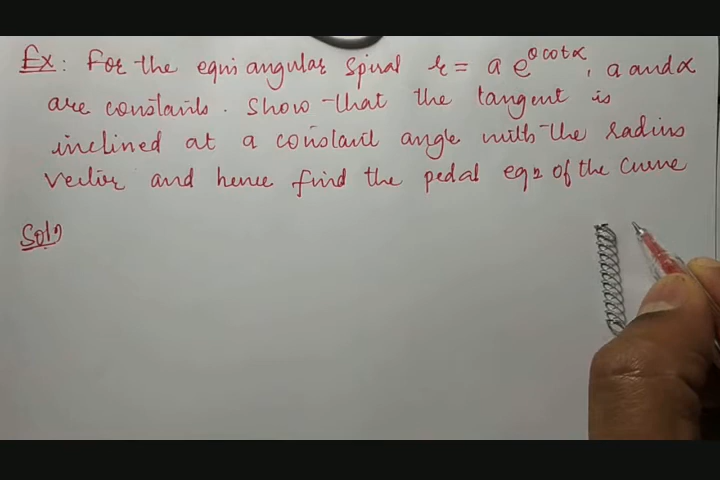 Ex: For the equiangular spiral r = a e^θcotα, a and α
are constants. Show that the tangent is
inclined at a constant angle with the radius
vector and hence find the pedal eqn of the curve
Soln